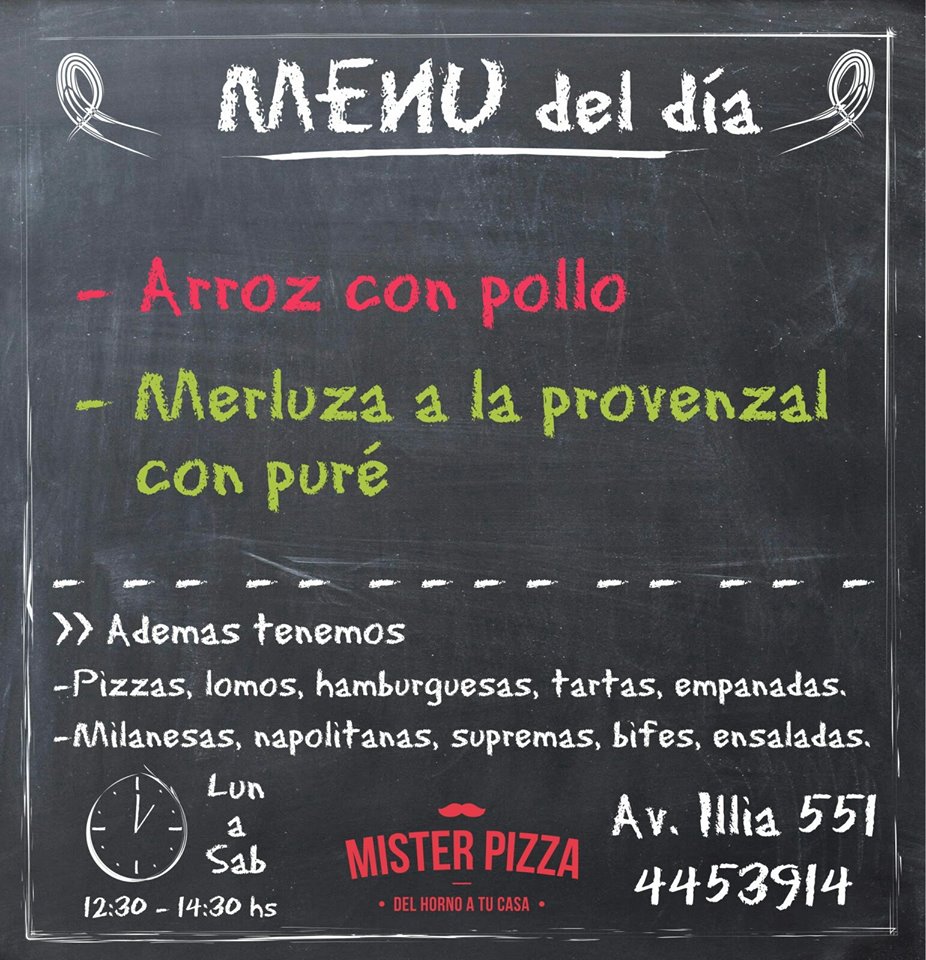 MENU del día
- Arroz con pollo
- Merluza a la provenzal
con puré
>> Ademas tenemos
-Pizzas, lomos, hamburguesas, tartas, empanadas.
-Milanesas, napolitanas, supremas, bifes, ensaladas.
Lun
a
Sab
12:30 - 14:30 hs
MISTER PIZZA
• DEL HORNO A TU CASA •
Av. Illia 551
4453914